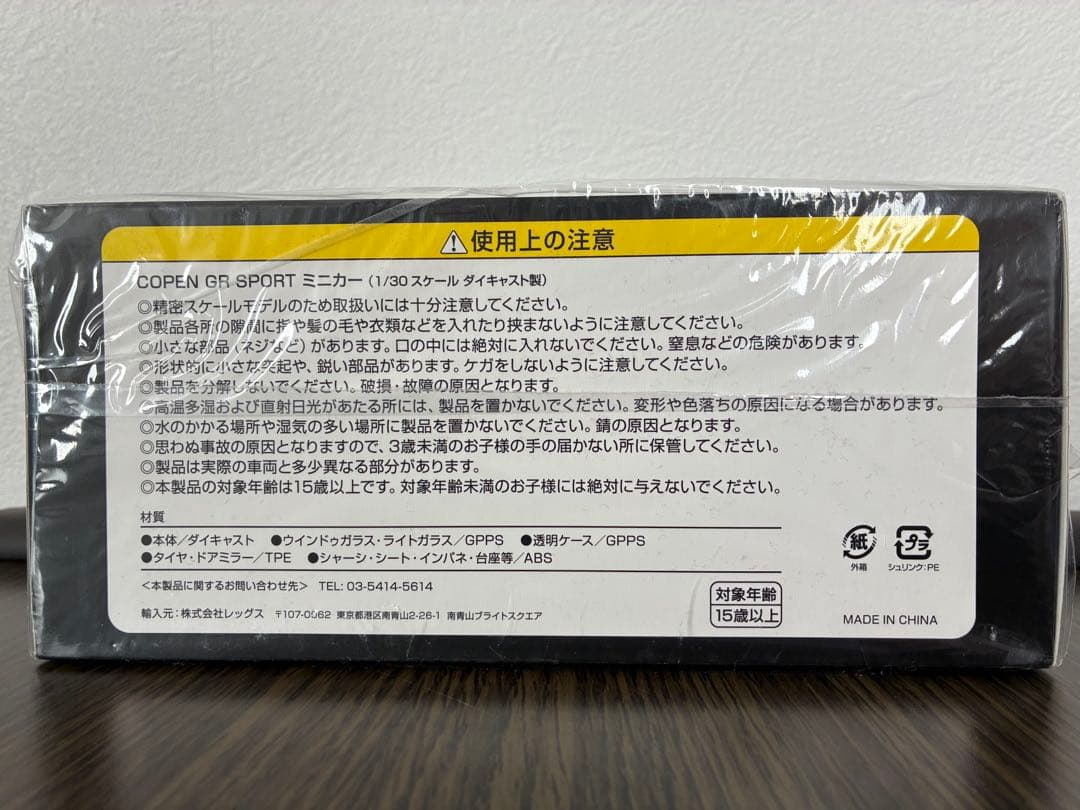 ⚠使用上の注意
COPEN GR SPORT ミニカー（1/30 スケール ダイキャスト製）
◎精密スケールモデルのため取扱いには十分注意してください。
◎製品各所の隙間に指や髪の毛や衣類などを入れたり挟まないように注意してください。
◎小さな部品（ネジなど）があります。口の中には絶対に入れないでください。窒息などの危険があります。
◎形状的に小さな突起や、鋭い部品があります。ケガをしないようにしてください。
◎製品を分解しないでください。破損・故障の原因となります。
◎高温多湿および直射日光があたる所には、製品を置かないでください。変形や色落ちの原因になる場合があります。
◎水のかかる場所や湿気の多い場所に製品を置かないでください。錆の原因となります。
◎思わぬ事故の原因となりますので、3歳未満のお子様の手の届かない所に保管してください。
◎製品は実際の車両と多少異なる部分があります。
◎本製品の対象年齢は15歳以上です。対象年齢未満のお子様には絶対に与えないでください。
材質
●本体／ダイキャスト ●ウインドゥガラス・ライトガラス／GPPS ●透明ケース／GPPS
●タイヤ・ドアミラー／TPE ●シャーシ・シート・インパネ・台座等／ABS
＜本製品に関するお問い合わせ先＞ TEL: 03-5414-5614
輸入元：株式会社レッグス 〒107-0062 東京都港区南青山2-26-1 南青山ブライトスクエア
対象年齢
15歳以上
紙
外箱
プラ
シュリンク：PE
MADE IN CHINA